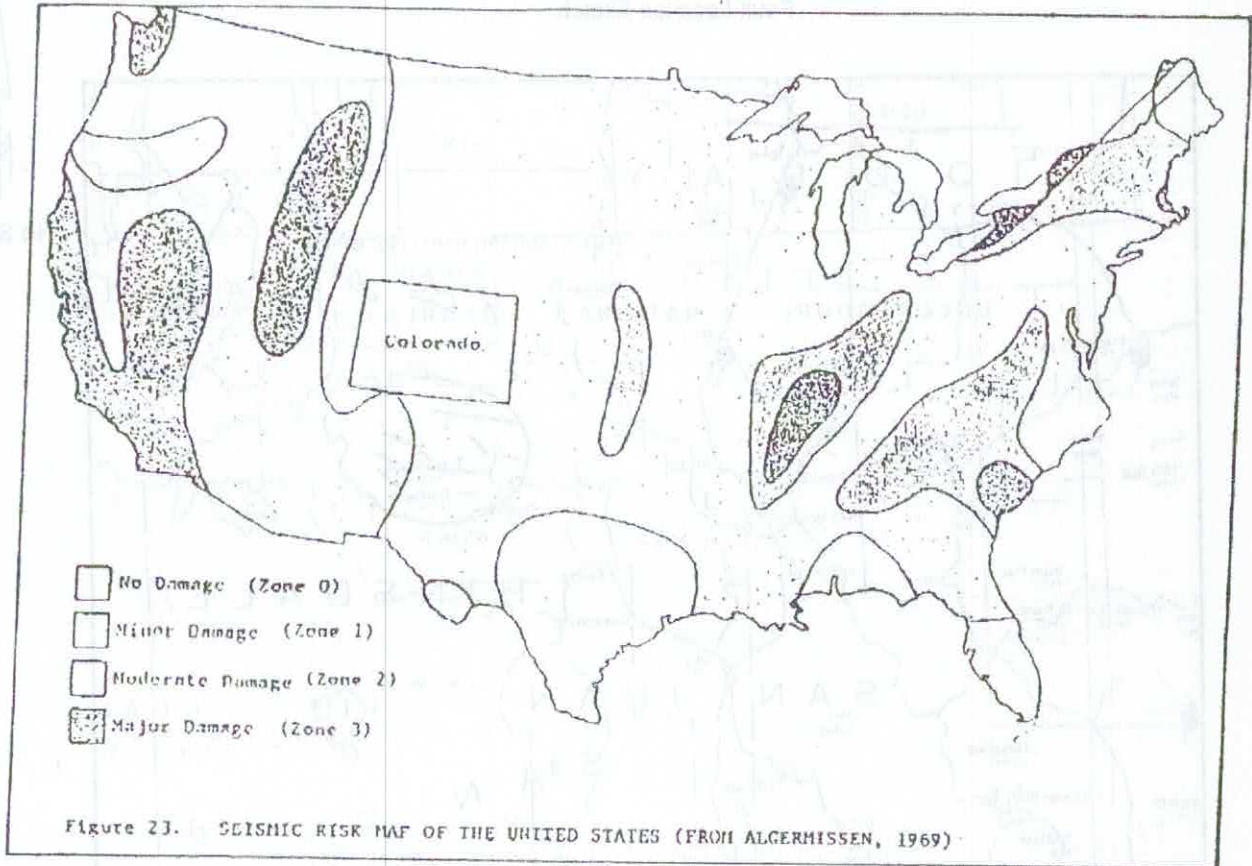 Colorado
No Damage (Zone 0)
Minor Damage (Zone 1)
Moderate Damage (Zone 2)
Major Damage (Zone 3)
Figure 23. SEISMIC RISK MAP OF THE UNITED STATES (FROM ALGERMISSEN, 1969)